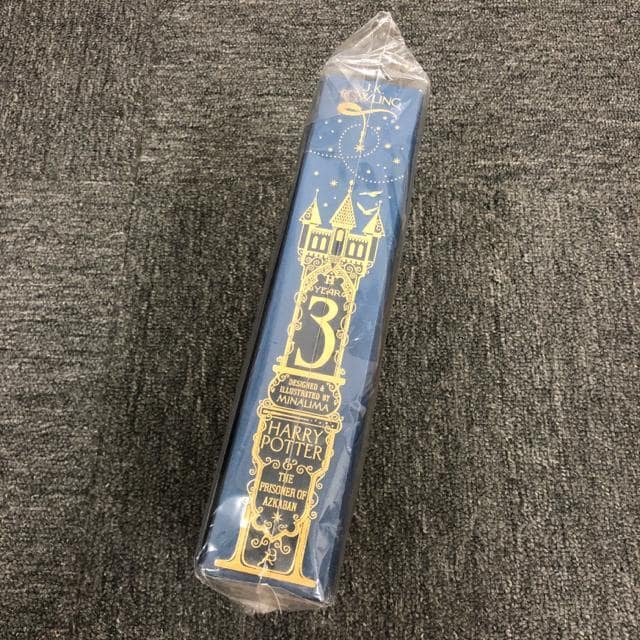 J.K.
ROWLING
YEAR
3
DESIGNED &
ILLUSTRATED BY
MINALIMA
HARRY
POTTER
&
THE
PRISONER OF
AZKABAN